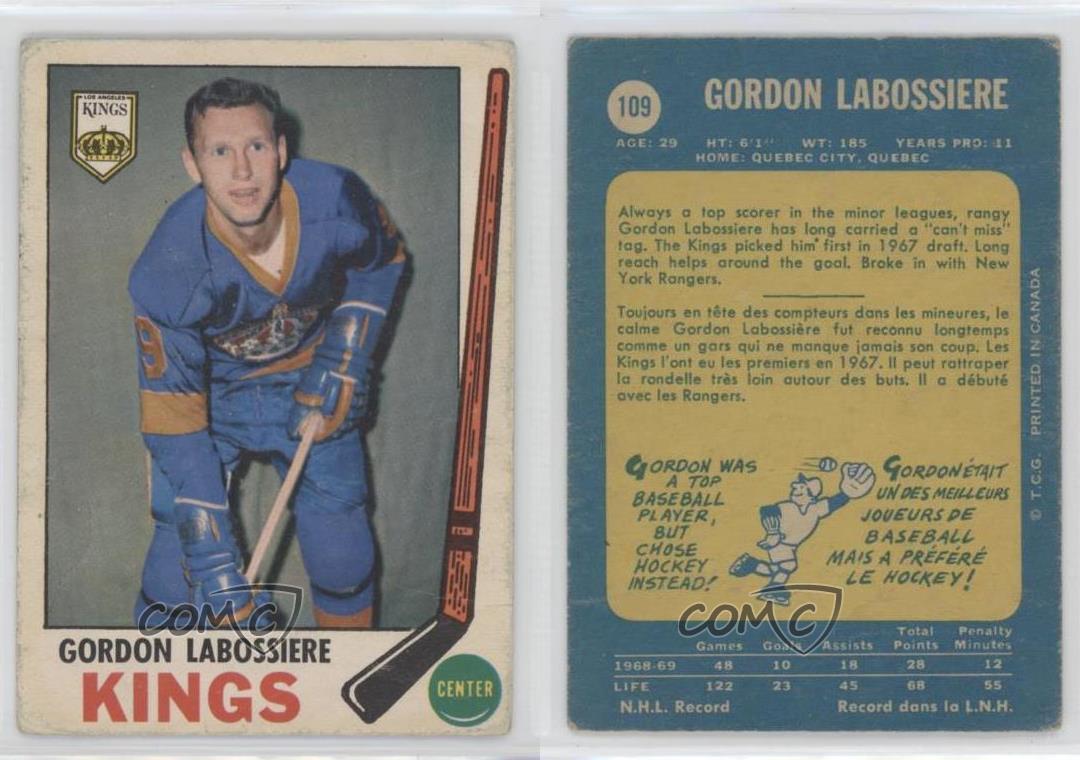 LOS ANGELES
KINGS
9
GORDON LABOSSIERE
KINGS
CENTER
COMC
109
GORDON LABOSSIERE
AGE: 29 HT: 6'1" WT: 185 YEARS PRO: 11
HOME: QUEBEC CITY, QUEBEC
Always a top scorer in the minor leagues, rangy
Gordon Labossiere has long carried a "can't miss"
tag. The Kings picked him first in 1967 draft. Long
reach helps around the goal. Broke in with New
York Rangers.
Toujours en tête des compteurs dans les mineures, le
calme Gordon Labossière fut reconnu longtemps
comme un gars qui ne manque jamais son coup. Les
Kings l'ont eu les premiers en 1967. Il peut rattraper
la rondelle très loin autour des buts. Il a débuté
avec les Rangers.
GORDON WAS
A TOP
BASEBALL
PLAYER,
BUT
CHOSE
HOCKEY
INSTEAD!
GORDON ÉTAIT
UN DES MEILLEURS
JOUEURS DE
BASEBALL
MAIS A PRÉFÉRÉ
LE HOCKEY!
COMC
Games Goals Assists Total Points Penalty Minutes
1968-69 48 10 18 28 12
LIFE 122 23 45 68 55
N.H.L. Record Record dans la L.N.H.
© T.C.G. PRINTED IN CANADA